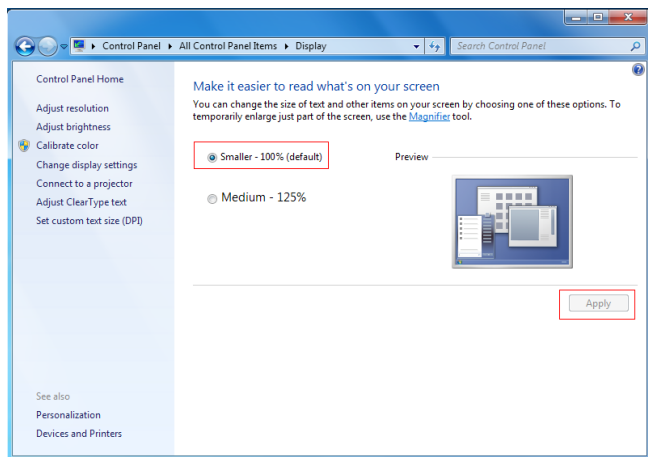 Control Panel ▸ All Control Panel Items ▸ Display
Search Control Panel
Control Panel Home
Adjust resolution
Adjust brightness
Calibrate color
Change display settings
Connect to a projector
Adjust ClearType text
Set custom text size (DPI)
See also
Personalization
Devices and Printers
Make it easier to read what's on your screen
You can change the size of text and other items on your screen by choosing one of these options. To
temporarily enlarge just part of the screen, use the Magnifier tool.
Smaller - 100% (default)
Preview
Medium - 125%
Apply